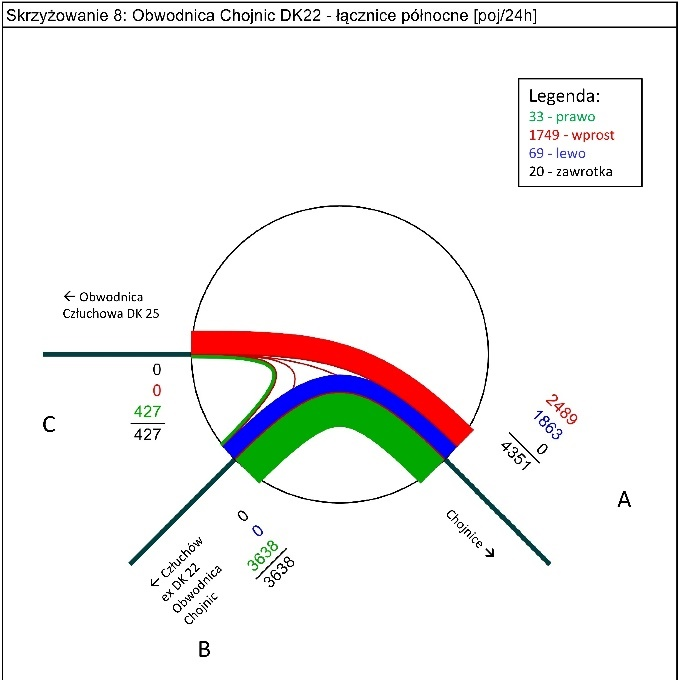 Skrzyżowanie 8: Obwodnica Chojnic DK22 - łącznice północne [poj/24h]
Legenda:
33 - prawo
1749 - wprost
69 - lewo
20 - zawrotka
← Obwodnica
Człuchowa DK 25
0
0
427
427
C
2489
1863
0
4351
A
Chojnice →
0
0
3638
3638
← Człuchów
ex DK 22
Obwodnica
Chojnic
B